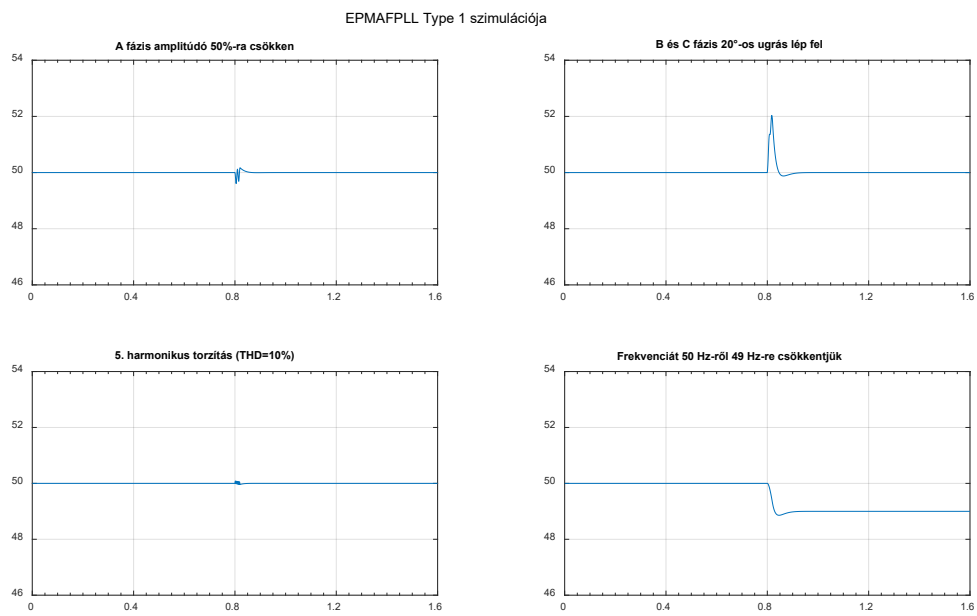 EPMAFPLL Type 1 szimulációja
A fázis amplitúdó 50%-ra csökken
54
52
50
48
46
0 0.4 0.8 1.2 1.6
B és C fázis 20°-os ugrás lép fel
54
52
50
48
46
0 0.4 0.8 1.2 1.6
5. harmonikus torzítás (THD=10%)
54
52
50
48
46
0 0.4 0.8 1.2 1.6
Frekvenciát 50 Hz-ről 49 Hz-re csökkentjük
54
52
50
48
46
0 0.4 0.8 1.2 1.6